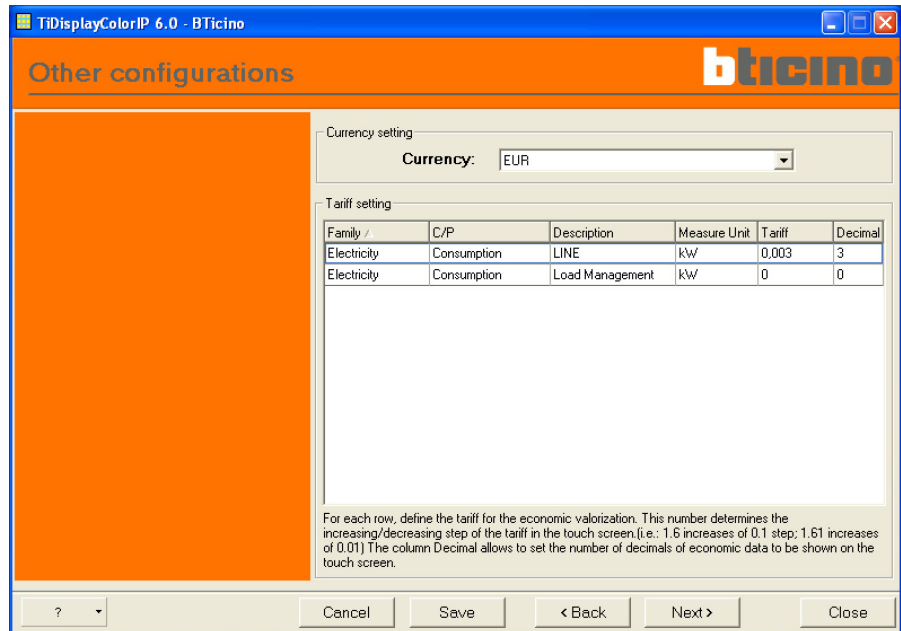 TiDisplayColorIP 6.0 - BTicino
Other configurations
bticino
Currency setting
Currency: EUR
Tariff setting
Family C/P Description Measure Unit Tariff Decimal
Electricity Consumption LINE kW 0,003 3
Electricity Consumption Load Management kW 0 0
For each row, define the tariff for the economic valorization. This number determines the
increasing/decreasing step of the tariff in the touch screen.(i.e.: 1.6 increases of 0.1 step; 1.61 increases
of 0.01) The column Decimal allows to set the number of decimals of economic data to be shown on the
touch screen.
? Cancel Save < Back Next > Close